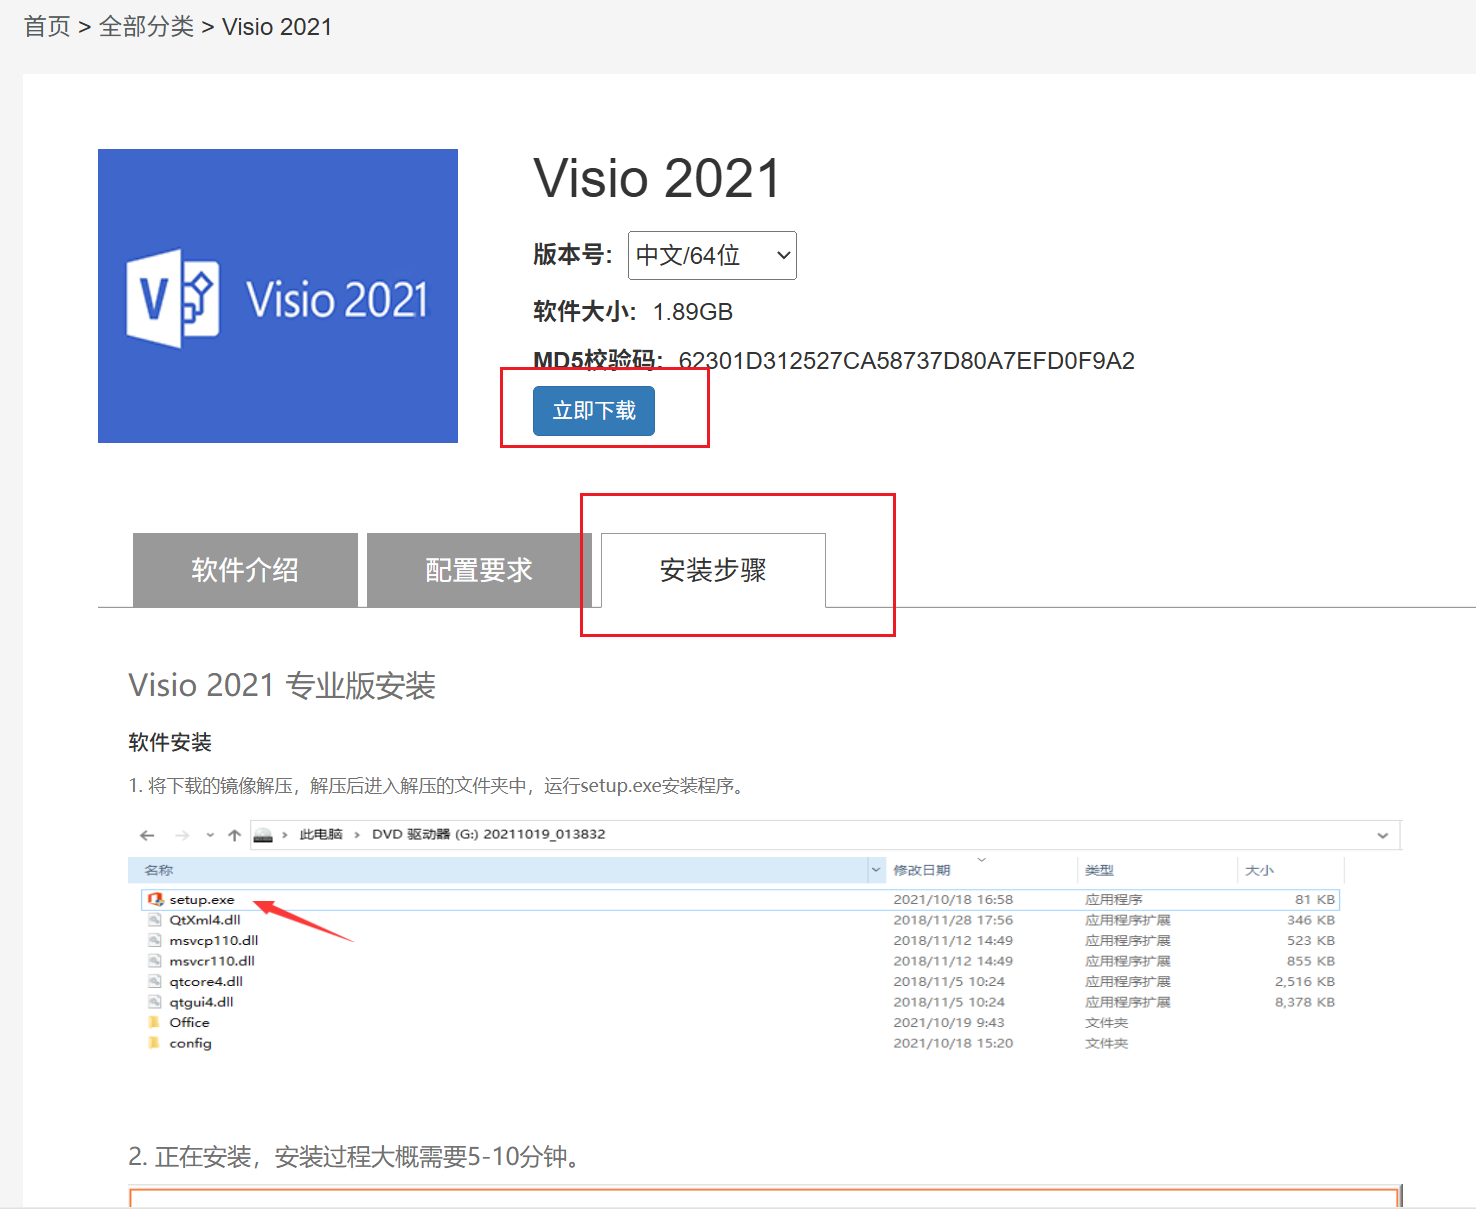 首页 > 全部分类 > Visio 2021
Visio 2021
Visio 2021
版本号: 中文/64位
软件大小: 1.89GB
MD5校验码: 62301D312527CA58737D80A7EFD0F9A2
立即下载
软件介绍 配置要求 安装步骤
Visio 2021 专业版安装
软件安装
1. 将下载的镜像解压，解压后进入解压的文件夹中，运行setup.exe安装程序。
此电脑 > DVD 驱动器 (G:) 20211019_013832
名称 修改日期 类型 大小
setup.exe 2021/10/18 16:58 应用程序 81 KB
QtXml4.dll 2018/11/28 17:56 应用程序扩展 346 KB
msvcp110.dll 2018/11/12 14:49 应用程序扩展 523 KB
msvcr110.dll 2018/11/12 14:49 应用程序扩展 855 KB
qtcore4.dll 2018/11/5 10:24 应用程序扩展 2,516 KB
qtgui4.dll 2018/11/5 10:24 应用程序扩展 8,378 KB
Office 2021/10/19 9:43 文件夹
config 2021/10/18 15:20 文件夹
2. 正在安装，安装过程大概需要5-10分钟。